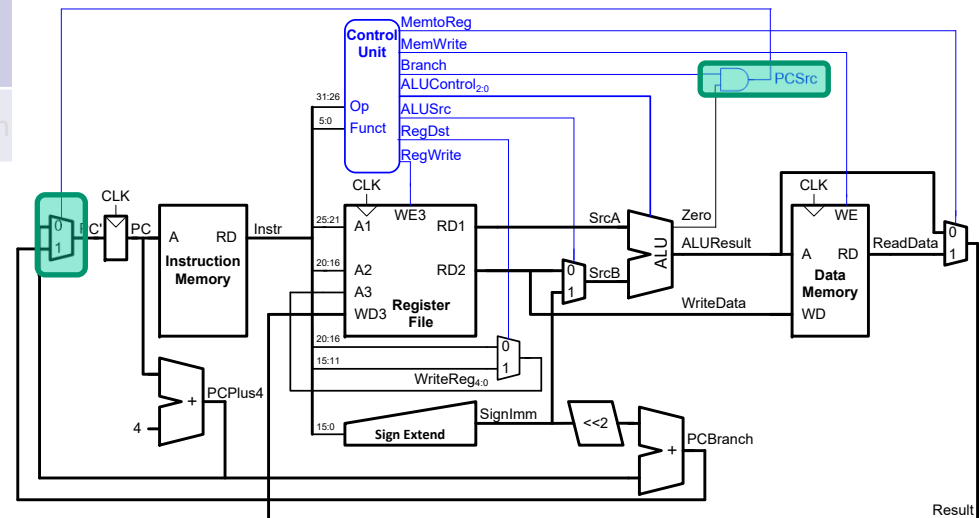 MemtoReg
Control
Unit
MemWrite
Branch
PCSrc
ALUControl2:0
31:26
Op
ALUSrc
5:0
Funct
RegDst
RegWrite
CLK
CLK
CLK
0
1
PC'
PC
A
RD
Instruction
Memory
Instr
25:21
A1
WE3
RD1
SrcA
Zero
ALU
ALUResult
WE
A
RD
ReadData
0
1
20:16
A2
RD2
0
1
SrcB
A3
Register
File
WD3
WriteData
Data
Memory
WD
20:16
0
15:11
1
WriteReg4:0
PCPlus4
+
4
SignImm
15:0
Sign Extend
<<2
+
PCBranch
Result